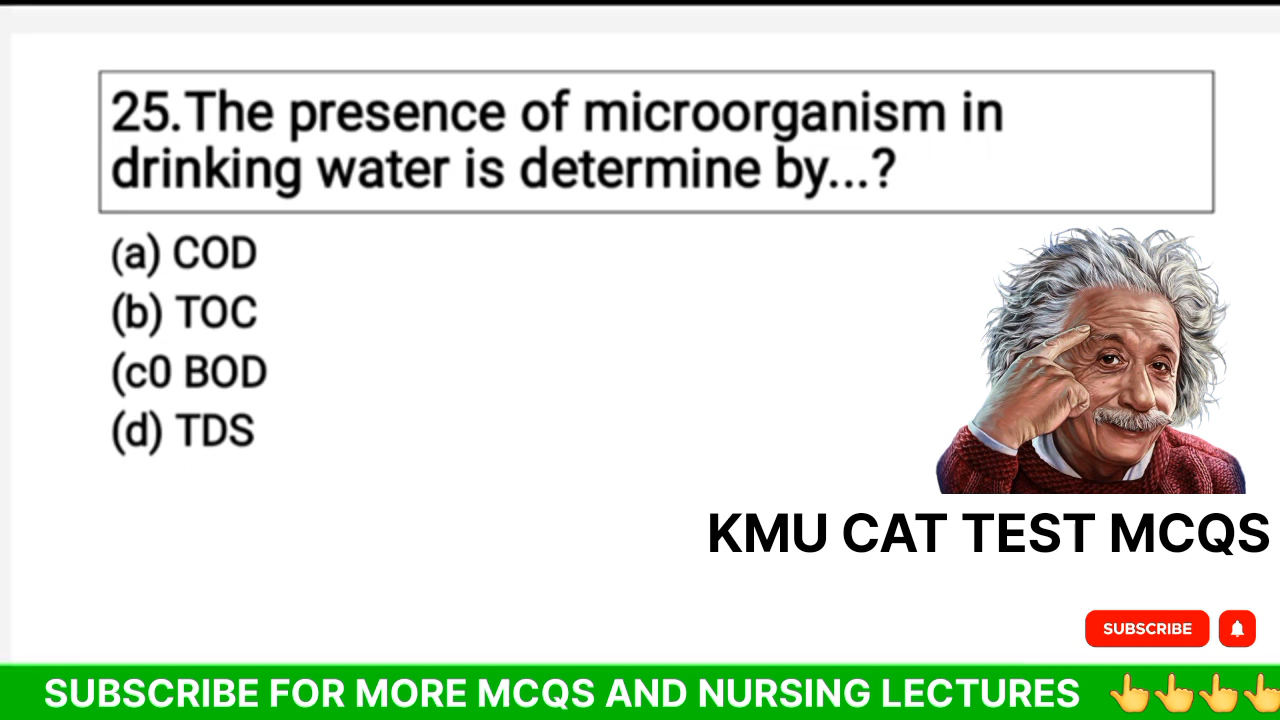 25.The presence of microorganism in
drinking water is determine by...?
(a) COD
(b) TOC
(c0 BOD
(d) TDS
KMU CAT TEST MCQS
SUBSCRIBE
SUBSCRIBE FOR MORE MCQS AND NURSING LECTURES